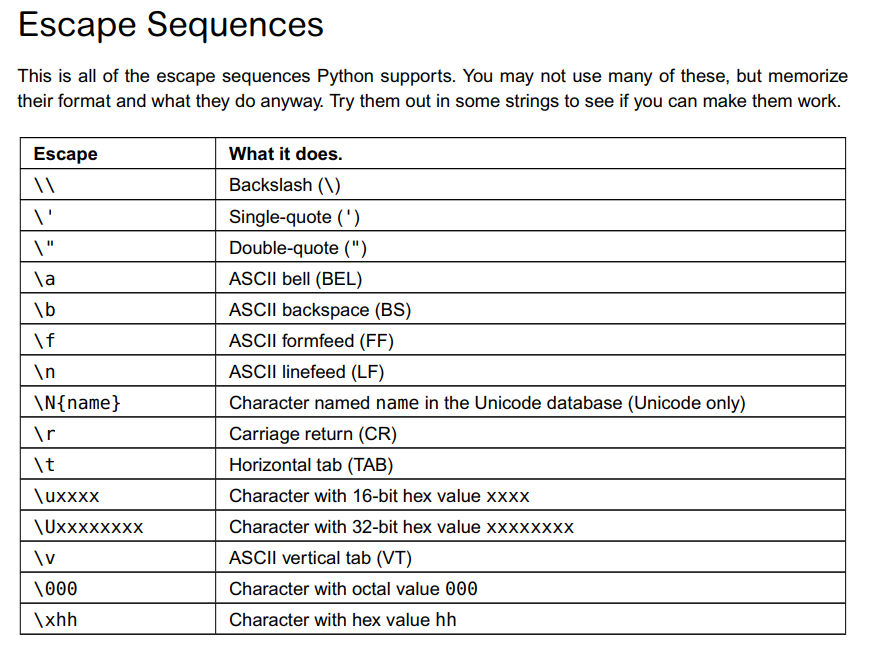 Escape Sequences
This is all of the escape sequences Python supports. You may not use many of these, but memorize
their format and what they do anyway. Try them out in some strings to see if you can make them work.
Escape What it does.
\\ Backslash (\)
\' Single-quote (')
\" Double-quote (")
\a ASCII bell (BEL)
\b ASCII backspace (BS)
\f ASCII formfeed (FF)
\n ASCII linefeed (LF)
\N{name} Character named name in the Unicode database (Unicode only)
\r Carriage return (CR)
\t Horizontal tab (TAB)
\uxxxx Character with 16-bit hex value xxxx
\Uxxxxxxxx Character with 32-bit hex value xxxxxxxx
\v ASCII vertical tab (VT)
\000 Character with octal value 000
\xhh Character with hex value hh